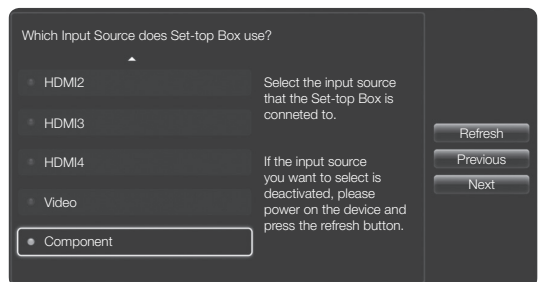 Which Input Source does Set-top Box use?
HDMI2
HDMI3
HDMI4
Video
Component
Select the input source
that the Set-top Box is
conneted to.
If the input source
you want to select is
deactivated, please
power on the device and
press the refresh button.
Refresh
Previous
Next